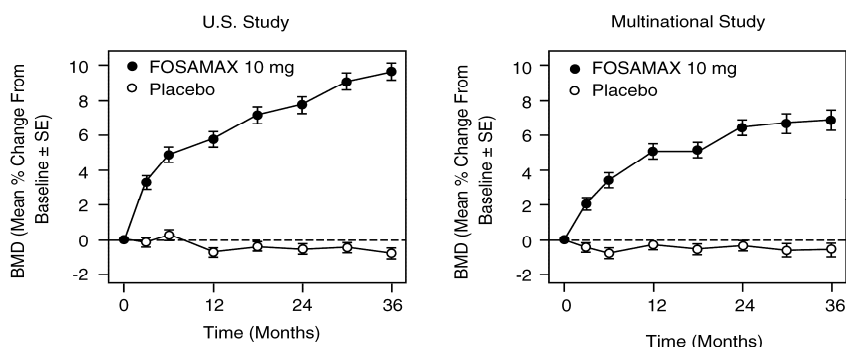 U.S. Study
BMD (Mean % Change From
Baseline ± SE)
10
8
6
4
2
0
-2
FOSAMAX 10 mg
Placebo
0
12
24
36
Time (Months)
Multinational Study
BMD (Mean % Change From
Baseline ± SE)
10
8
6
4
2
0
-2
FOSAMAX 10 mg
Placebo
0
12
24
36
Time (Months)